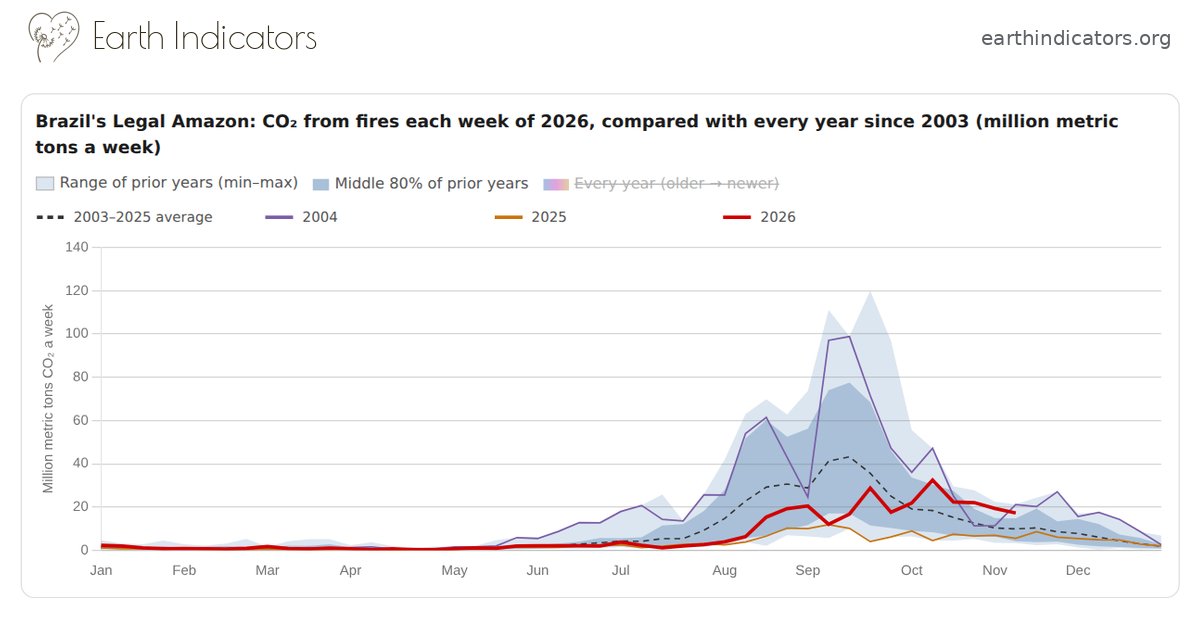 Earth Indicators
earthindicators.org
Brazil's Legal Amazon: CO₂ from fires each week of 2026, compared with every year since 2003 (million metric
tons a week)
Range of prior years (min–max) Middle 80% of prior years Every year (older → newer)
2003–2025 average 2004 2025 2026
140
120
100
80
60
40
20
0
Million metric tons CO₂ a week
Jan Feb Mar Apr May Jun Jul Aug Sep Oct Nov Dec